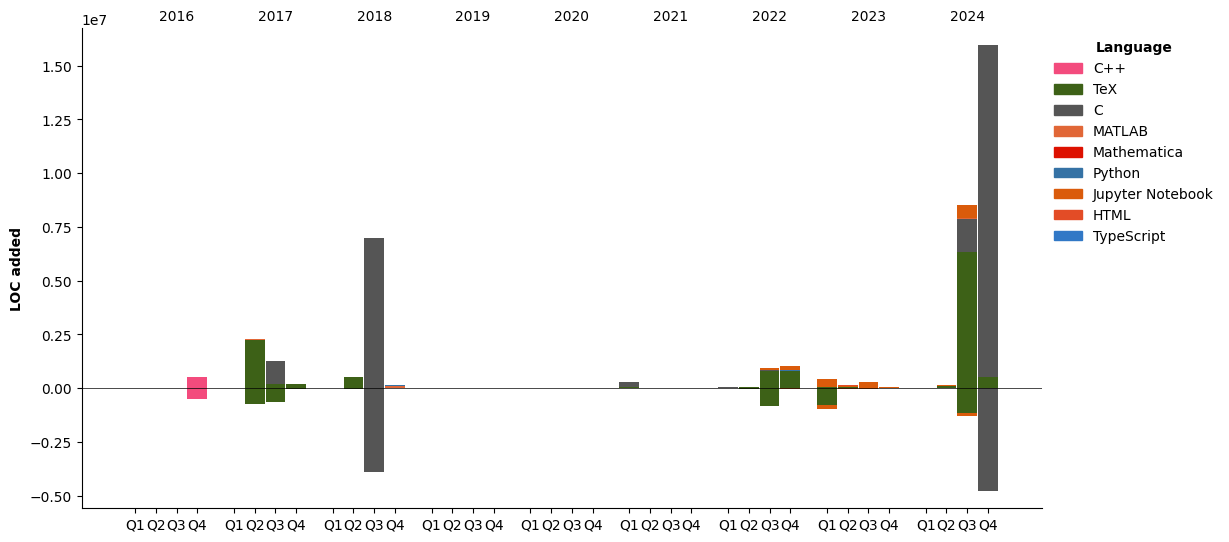 2016 2017 2018 2019 2020 2021 2022 2023 2024
1e7
Language
C++
TeX
C
MATLAB
Mathematica
Python
Jupyter Notebook
HTML
TypeScript
LOC added
1.50
1.25
1.00
0.75
0.50
0.25
0.00
−0.25
−0.50
Q1 Q2 Q3 Q4 Q1 Q2 Q3 Q4 Q1 Q2 Q3 Q4 Q1 Q2 Q3 Q4 Q1 Q2 Q3 Q4 Q1 Q2 Q3 Q4 Q1 Q2 Q3 Q4 Q1 Q2 Q3 Q4 Q1 Q2 Q3 Q4